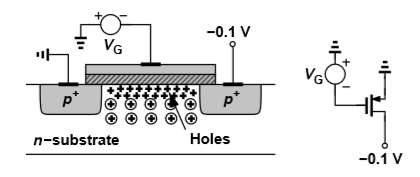 V_G
−0.1 V
p+
p+
n−substrate
Holes
V_G
−0.1 V